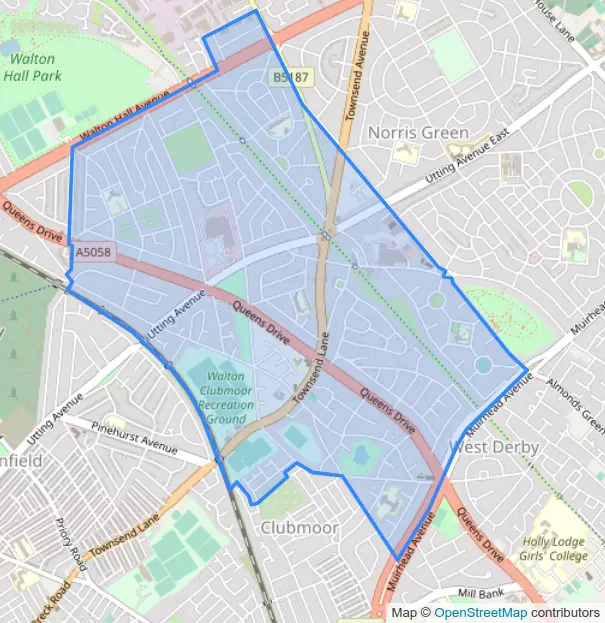 House Lane
Walton
Hall Park
B5187
Townsend Avenue
Walton Hall Avenue
Norris Green
Utting Avenue East
Queens Drive
A5058
Utting Avenue
Queens Drive
Muirhead
Townsend Lane
Walton
Clubmoor
Recreation
Ground
Queens Drive
Muirhead Avenue
Almonds Green
Utting Avenue
Pinehurst Avenue
West Derby
nfield
Priory Road
Townsend Lane
Clubmoor
Queens Drive
Muirhead Avenue
Holly Lodge
Girls' College
Breck Road
Mill Bank
Map © OpenStreetMap contributors